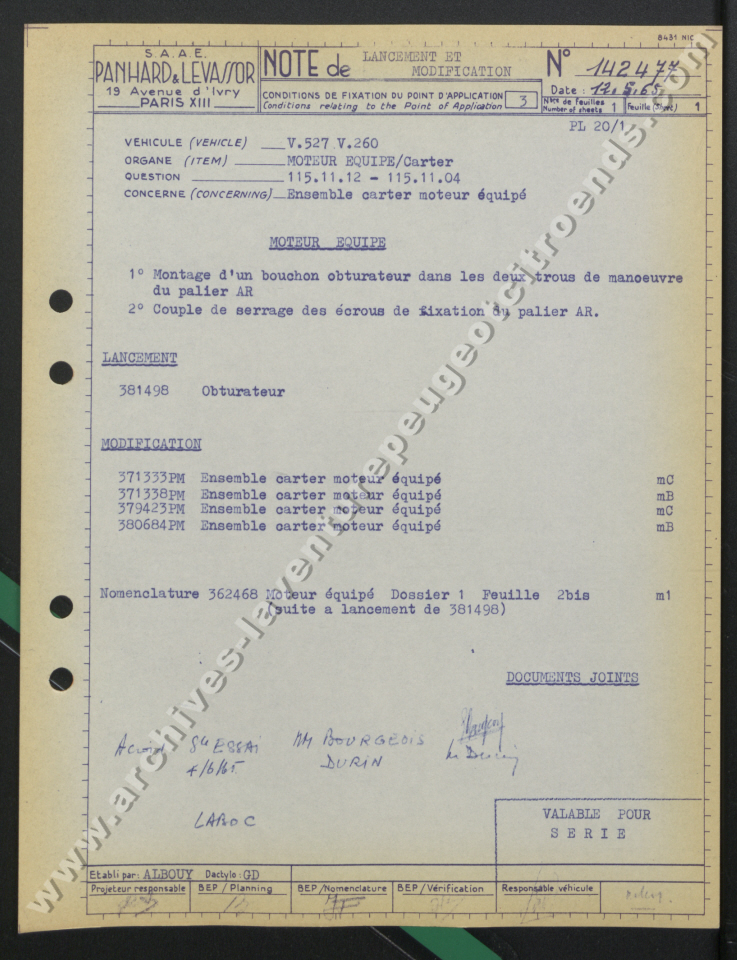 8431 NIC
S.A.A.E.
PANHARD & LEVASSOR
19 Avenue d'Ivry
PARIS XIII
NOTE de LANCEMENT ET
MODIFICATION
N° 142477
Date : 12.5.65
CONDITIONS DE FIXATION DU POINT D'APPLICATION
Conditions relating to the Point of Application 3
Nbre de Feuilles
Number of sheets 1
Feuille (Sheet) 1
PL 20/1
VEHICULE (VEHICLE) V.527 V.260
ORGANE (ITEM) MOTEUR EQUIPE/Carter
QUESTION 115.11.12 - 115.11.04
CONCERNE (CONCERNING) Ensemble carter moteur équipé
MOTEUR EQUIPE
1° Montage d'un bouchon obturateur dans les deux trous de manoeuvre
du palier AR
2° Couple de serrage des écrous de fixation du palier AR.
LANCEMENT
381498 Obturateur
MODIFICATION
371333PM Ensemble carter moteur équipé mC
371338PM Ensemble carter moteur équipé mB
379423PM Ensemble carter moteur équipé mC
380684PM Ensemble carter moteur équipé mB
Nomenclature 362468 Moteur équipé Dossier 1 Feuille 2bis m1
(suite a lancement de 381498)
DOCUMENTS JOINTS
Accord Sce ESSAI
4/6/65
MM BOURGEOIS
DURIN
LABOC
VALABLE POUR
SERIE
Etabli par: ALBOUY Dactylo: GD
Projeteur responsable
BEP / Planning
BEP/Nomenclature
BEP/Vérification
Responsable véhicule
www.archives-laventurepeugeotcitroends.com